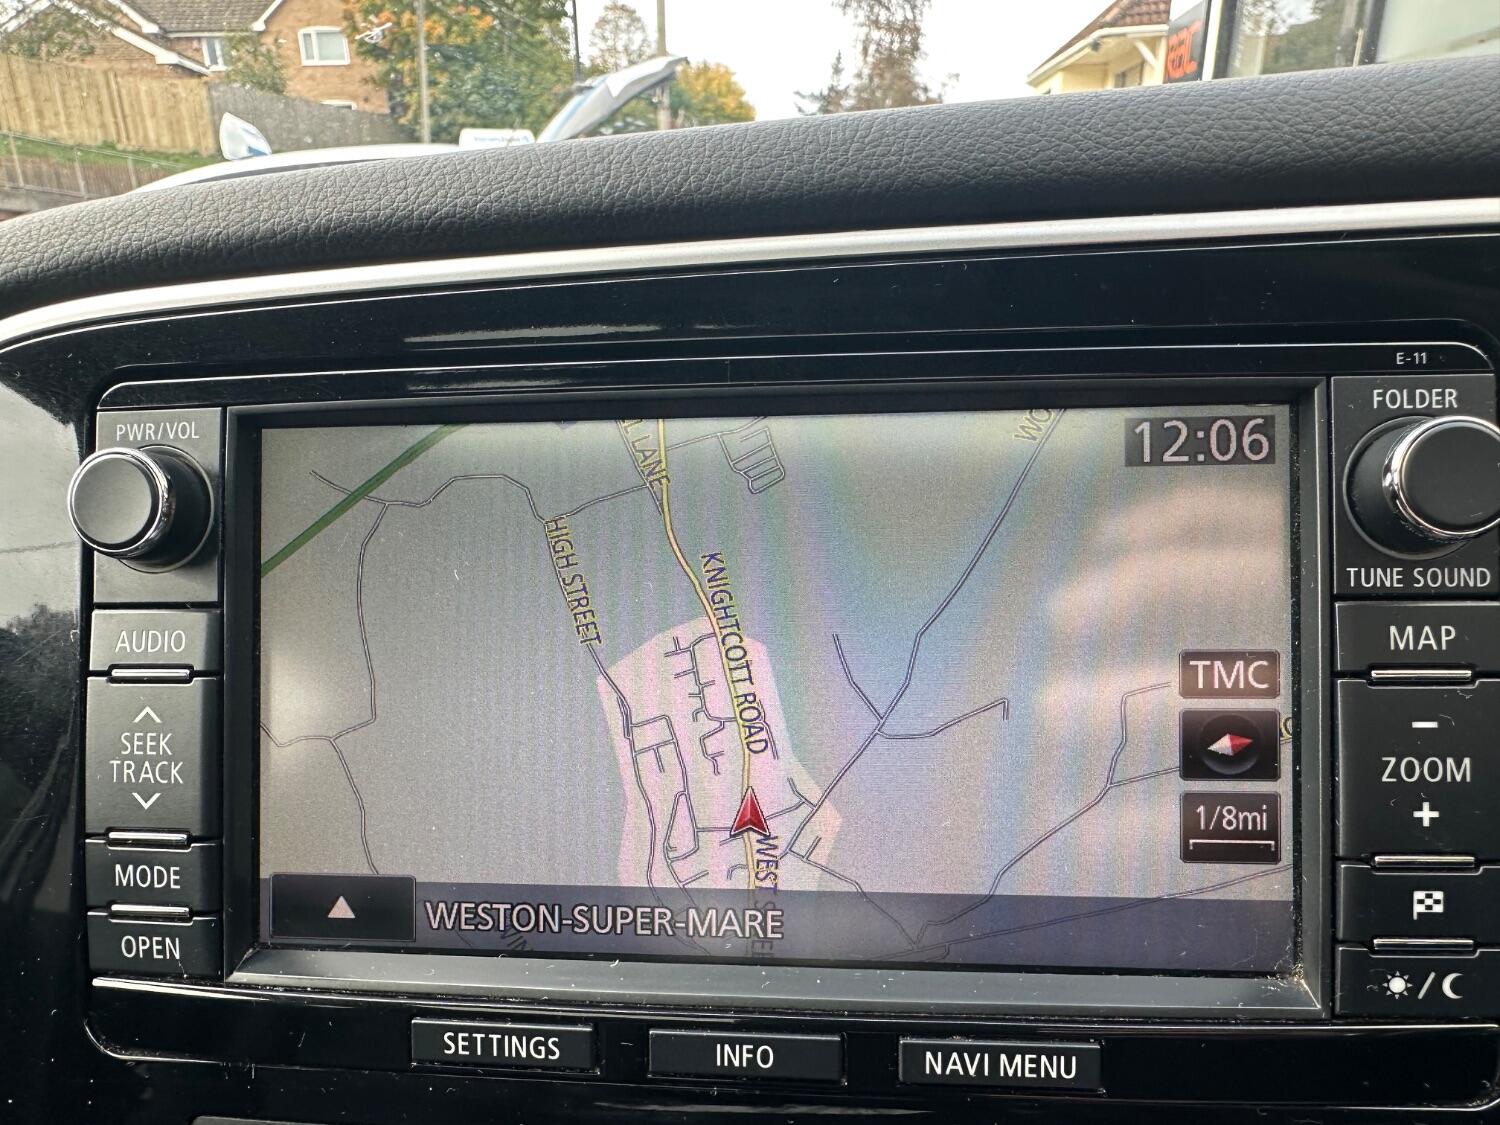 E-11
PWR/VOL
FOLDER
12:06
LANE
HIGH STREET
KNIGHTCOTT ROAD
TUNE SOUND
AUDIO
MAP
TMC
SEEK
TRACK
-
ZOOM
+
1/8mi
WEST
MODE
WESTON-SUPER-MARE
OPEN
SETTINGS
INFO
NAVI MENU